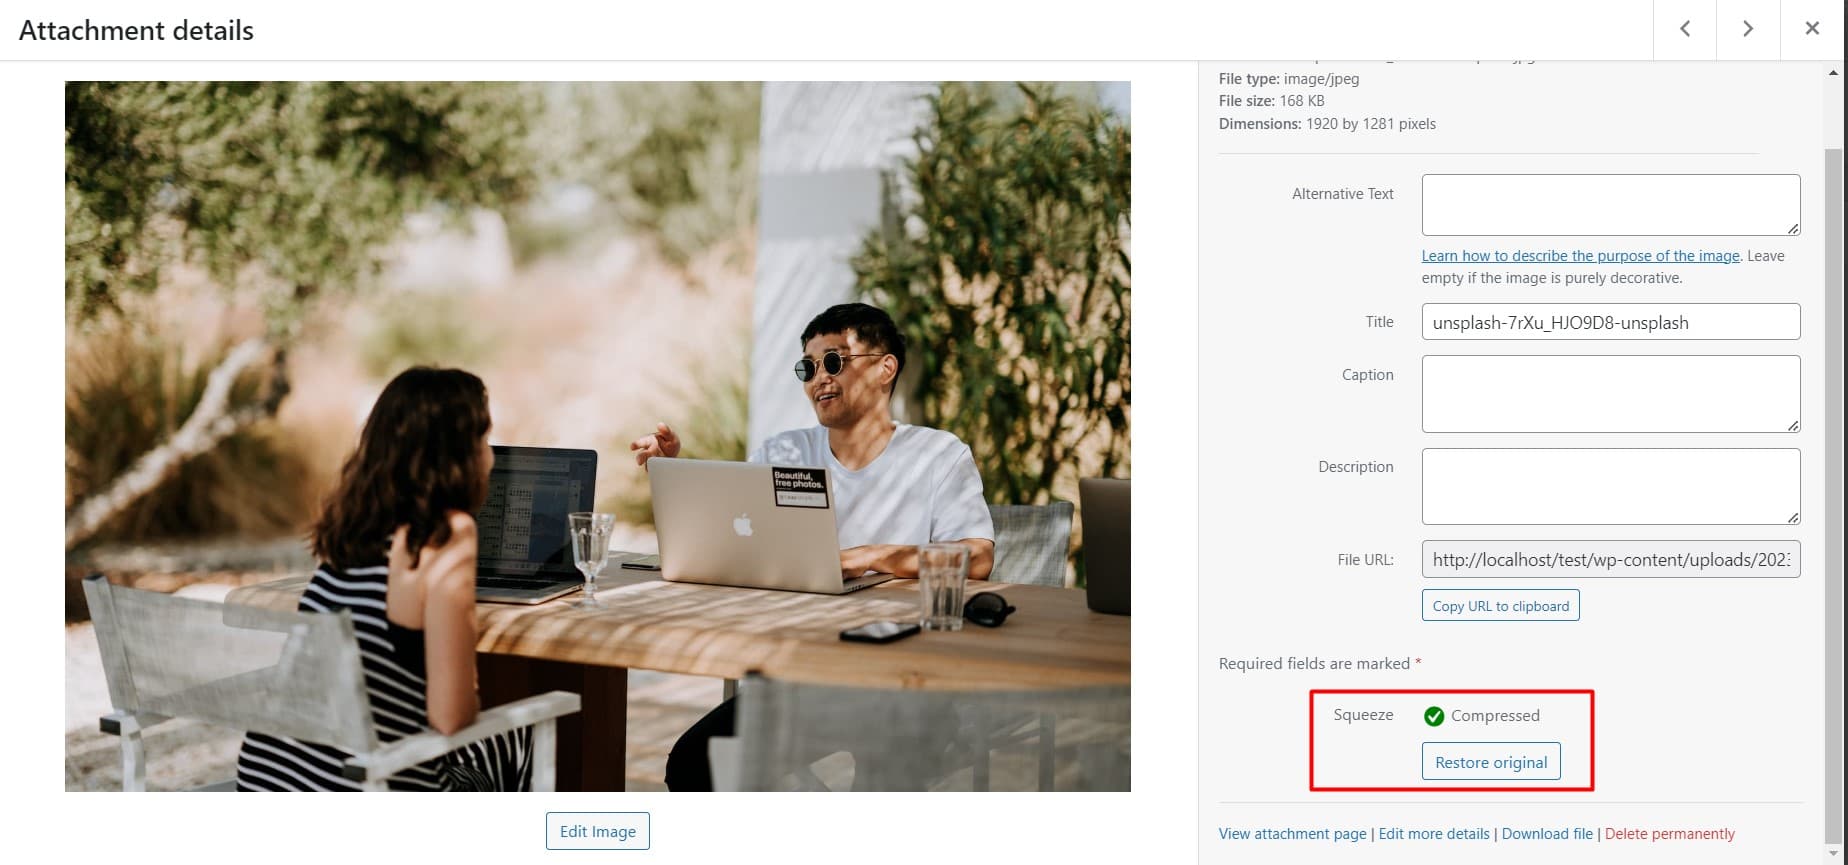 Attachment details
File type: image/jpeg
File size: 168 KB
Dimensions: 1920 by 1281 pixels
Alternative Text
Learn how to describe the purpose of the image. Leave
empty if the image is purely decorative.
Title
unsplash-7rXu_HJO9D8-unsplash
Caption
Description
File URL:
http://localhost/test/wp-content/uploads/202
Copy URL to clipboard
Required fields are marked *
Squeeze
Compressed
Restore original
View attachment page | Edit more details | Download file | Delete permanently
Beautiful,
free photos.
Edit Image